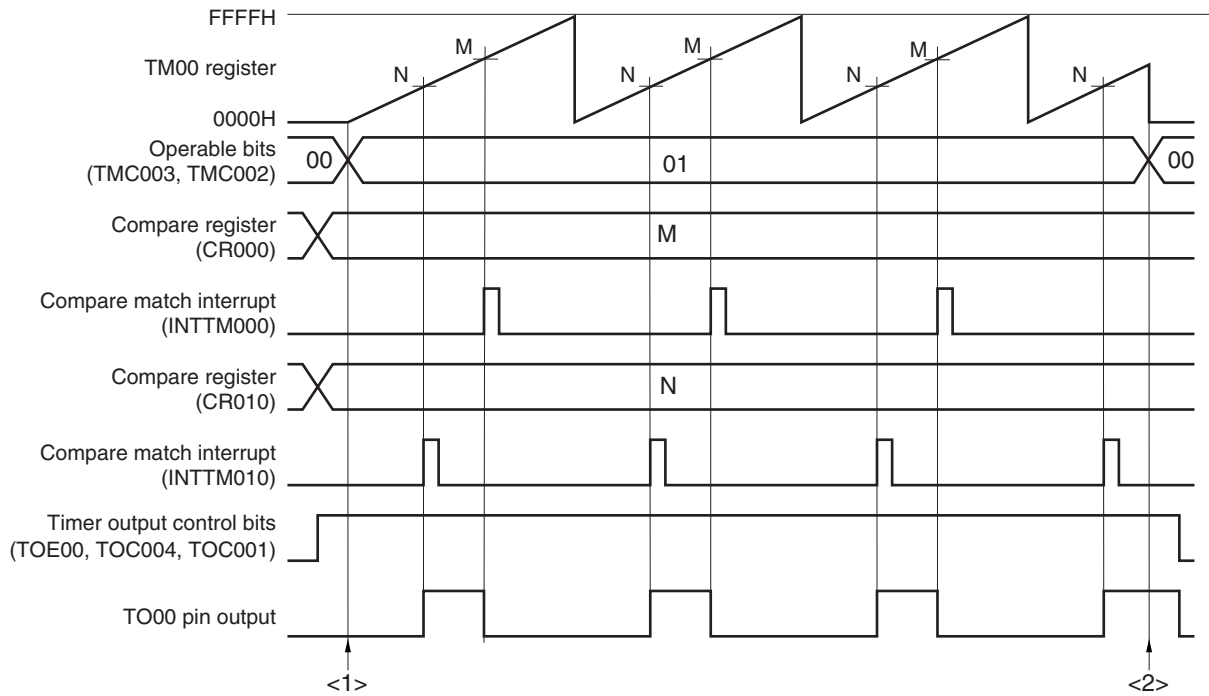 FFFFH
TM00 register
0000H
N M N M N M N
Operable bits
(TMC003, TMC002)
00 01 00
Compare register
(CR000)
M
Compare match interrupt
(INTTM000)
Compare register
(CR010)
N
Compare match interrupt
(INTTM010)
Timer output control bits
(TOE00, TOC004, TOC001)
TO00 pin output
<1> <2>